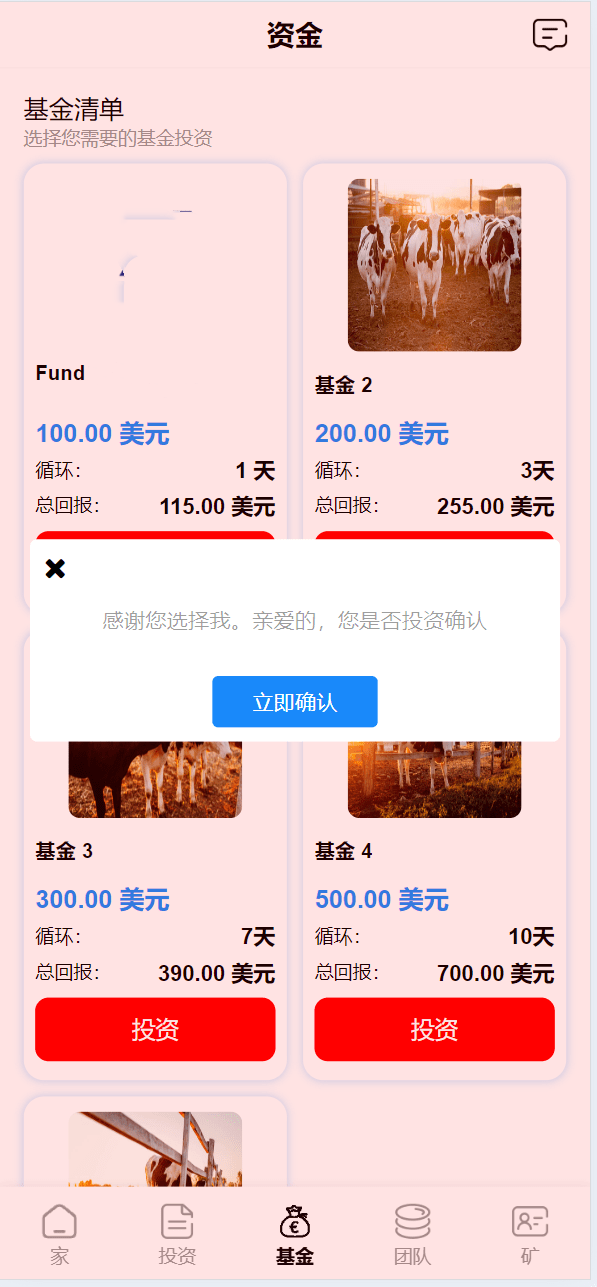 资金
基金清单
选择您需要的基金投资
Fund
100.00 美元
循环： 1 天
总回报： 115.00 美元
基金 2
200.00 美元
循环： 3天
总回报： 255.00 美元
感谢您选择我。亲爱的，您是否投资确认
立即确认
基金 3
300.00 美元
循环： 7天
总回报： 390.00 美元
投资
基金 4
500.00 美元
循环： 10天
总回报： 700.00 美元
投资
家
投资
基金
团队
矿